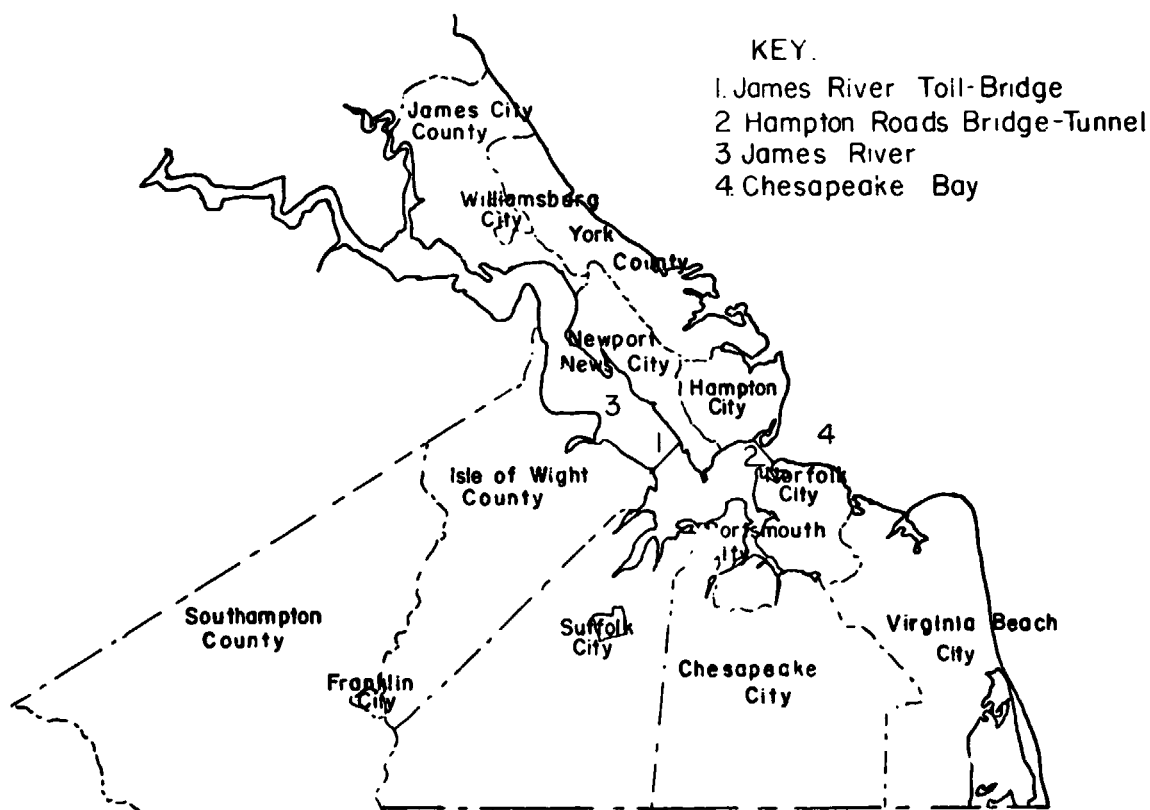 KEY.
1. James River Toll-Bridge
2 Hampton Roads Bridge-Tunnel
3 James River
4. Chesapeake Bay
James City
County
Williamsburg
City
York
County
Newport
News City
Hampton
City
3
4
1
2
Isle of Wight
County
Norfolk
City
ortsmouth
ity
Southampton
County
Suffolk
City
Virginia Beach
City
Chesapeake
City
Franklin
City